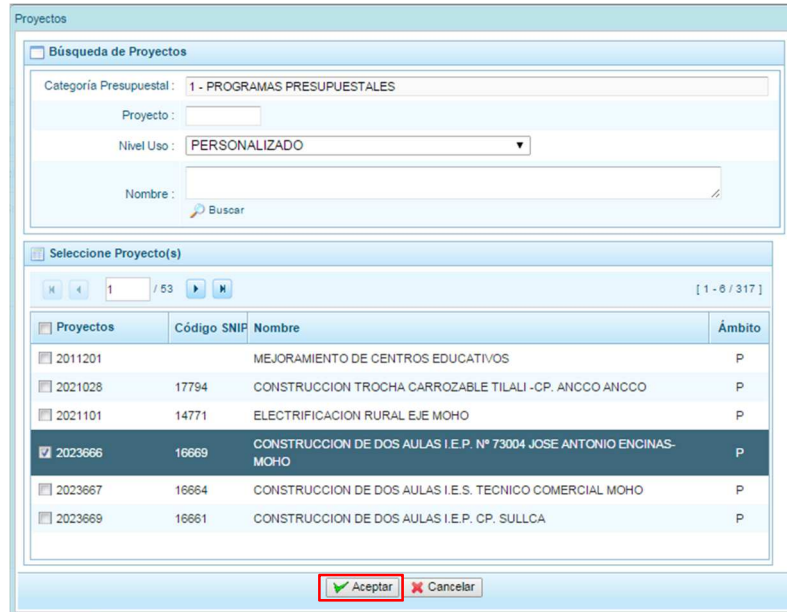 Proyectos
Búsqueda de Proyectos
Categoría Presupuestal : 1 - PROGRAMAS PRESUPUESTALES
Proyecto :
Nivel Uso : PERSONALIZADO
Nombre :
Buscar
Seleccione Proyecto(s)
1 / 53 [ 1 - 6 / 317 ]
Proyectos Código SNIP Nombre Ámbito
2011201 MEJORAMIENTO DE CENTROS EDUCATIVOS P
2021028 17794 CONSTRUCCION TROCHA CARROZABLE TILALI -CP. ANCCO ANCCO P
2021101 14771 ELECTRIFICACION RURAL EJE MOHO P
2023666 16669 CONSTRUCCION DE DOS AULAS I.E.P. Nº 73004 JOSE ANTONIO ENCINAS- P
MOHO
2023667 16664 CONSTRUCCION DE DOS AULAS I.E.S. TECNICO COMERCIAL MOHO P
2023669 16661 CONSTRUCCION DE DOS AULAS I.E.P. CP. SULLCA P
Aceptar Cancelar